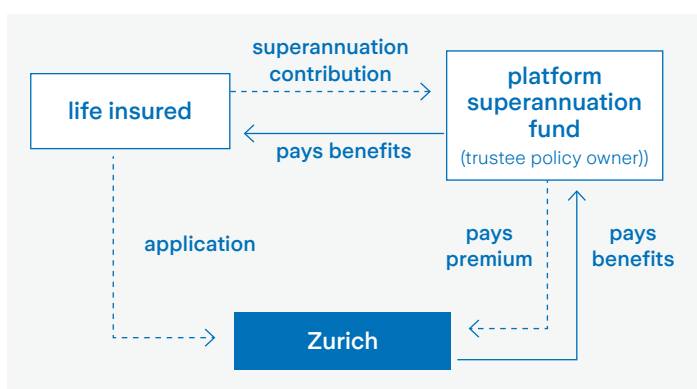 superannuation
contribution
life insured
platform
superannuation
fund
(trustee policy owner))
pays benefits
application
pays
premium
pays
benefits
Zurich